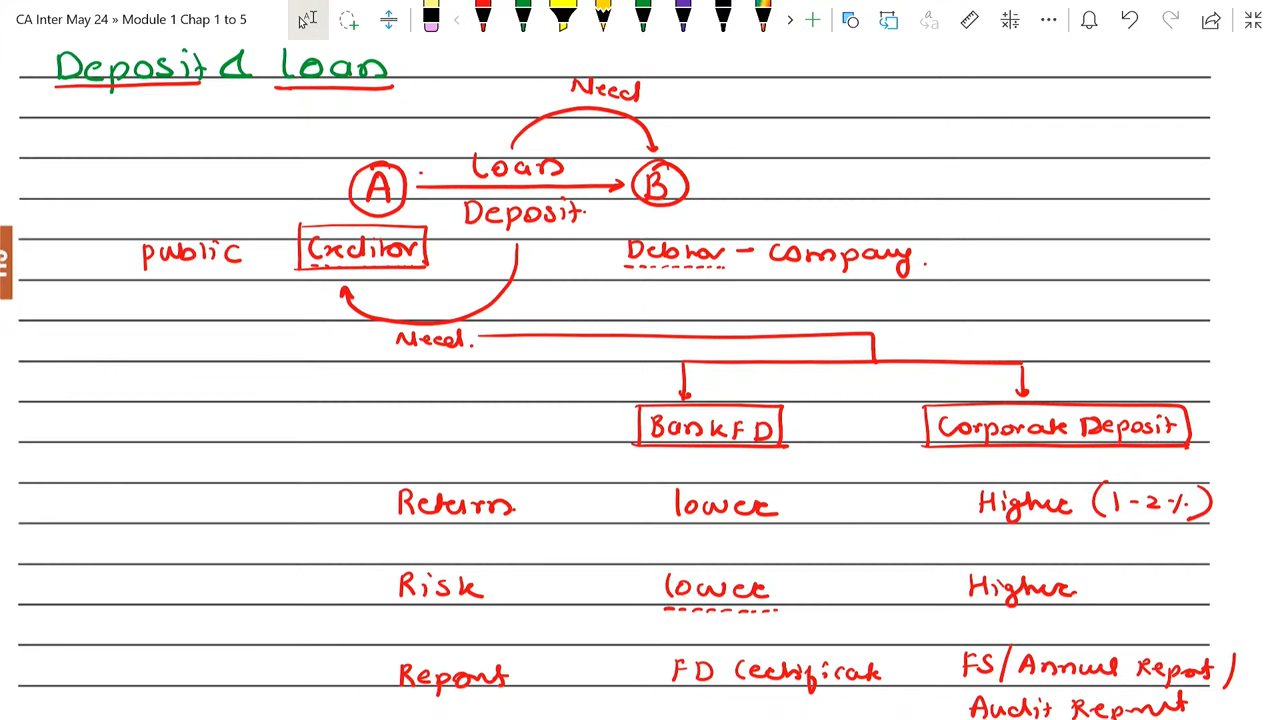 CA Inter May 24 » Module 1 Chap 1 to 5
Deposit & Loan
Need
A Loan B
Deposit.
public Creditor Debtor - Company.
Need.
Bank FD Corporate Deposit
Return lower Higher (1-2%)
Risk lower Higher
Report FD Certificate FS/Annual Report/
Audit Report